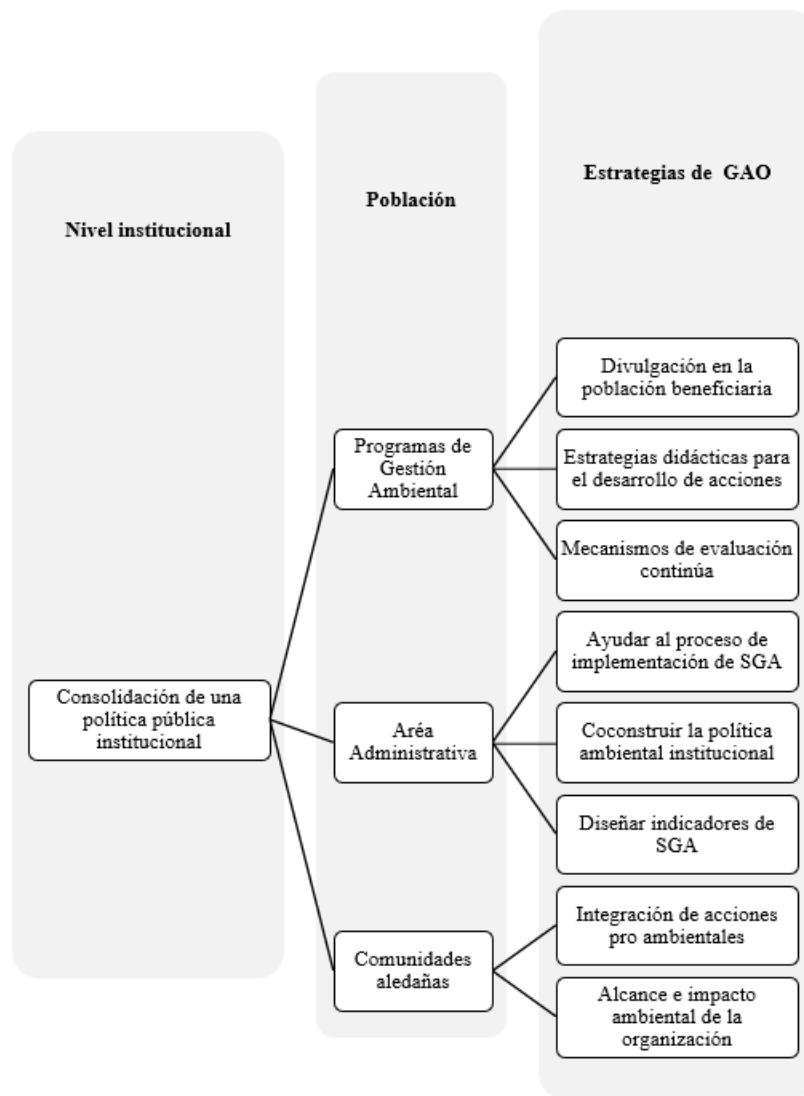 Nivel institucional
Población
Estrategias de GAO
Consolidación de una
política pública
institucional
Programas de
Gestión
Ambiental
Divulgación en la
población beneficiaria
Estrategias didácticas para
el desarrollo de acciones
Mecanismos de evaluación
continúa
Aréa
Administrativa
Ayudar al proceso de
implementación de SGA
Coconstruir la política
ambiental institucional
Diseñar indicadores de
SGA
Comunidades
aledañas
Integración de acciones
pro ambientales
Alcance e impacto
ambiental de la
organización